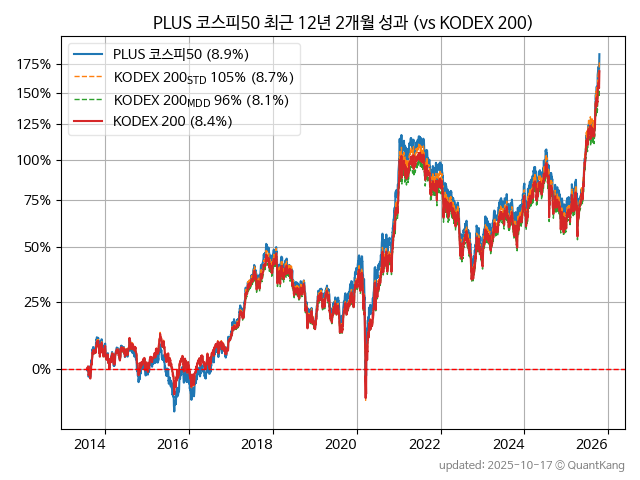 PLUS 코스피50 최근 12년 2개월 성과 (vs KODEX 200)
PLUS 코스피50 (8.9%)
KODEX 200STD 105% (8.7%)
KODEX 200MDD 96% (8.1%)
KODEX 200 (8.4%)
175%
150%
125%
100%
75%
50%
25%
0%
2014 2016 2018 2020 2022 2024 2026
updated: 2025-10-17 © QuantKang